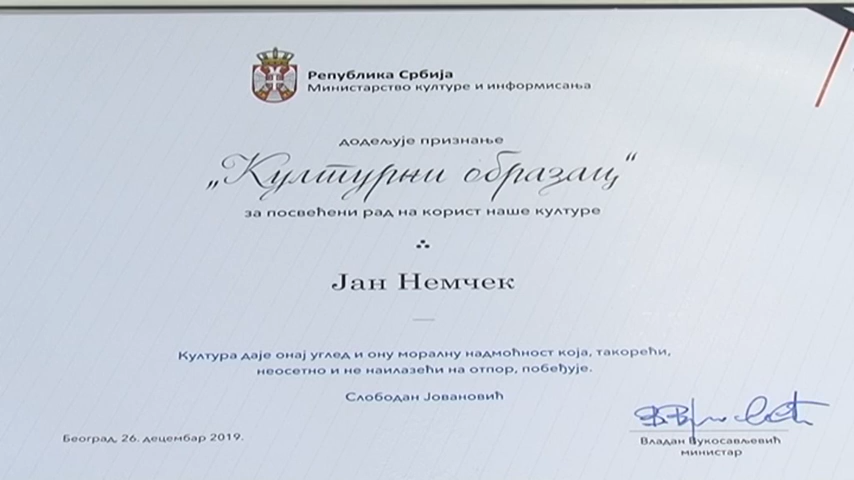 Република Србија
Министарство културе и информисања
додељује признање
„Културни образац“
за посвећени рад на корист наше културе
Јан Немчек
Култура даје онај углед и ону моралну надмоћност која, такорећи,
неосетно и не наилазећи на отпор, побеђује.
Слободан Јовановић
Београд, 26. децембар 2019.
Владан Вукосављевић
министар